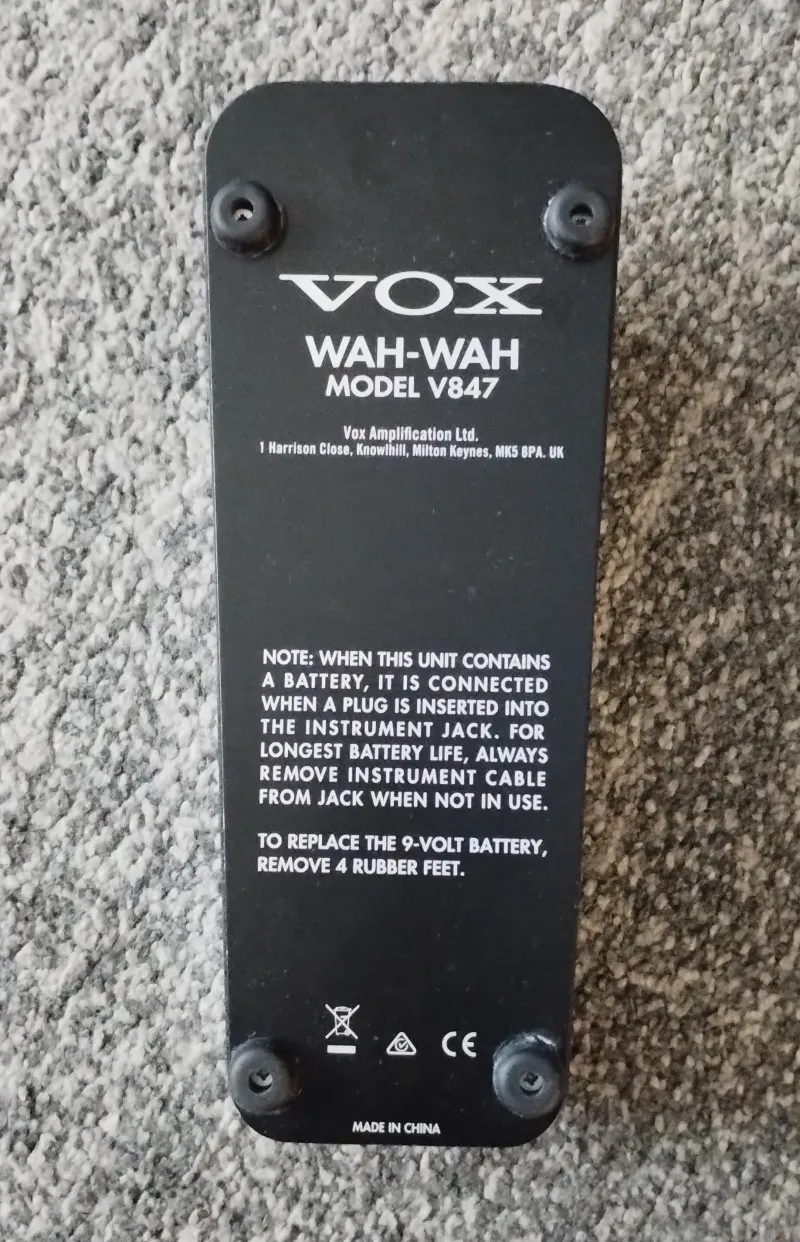 VOX
WAH-WAH
MODEL V847
Vox Amplification Ltd.
1 Harrison Close, Knowlhill, Milton Keynes, MK5 8PA. UK
NOTE: WHEN THIS UNIT CONTAINS
A BATTERY, IT IS CONNECTED
WHEN A PLUG IS INSERTED INTO
THE INSTRUMENT JACK. FOR
LONGEST BATTERY LIFE, ALWAYS
REMOVE INSTRUMENT CABLE
FROM JACK WHEN NOT IN USE.
TO REPLACE THE 9-VOLT BATTERY,
REMOVE 4 RUBBER FEET.
CE
MADE IN CHINA